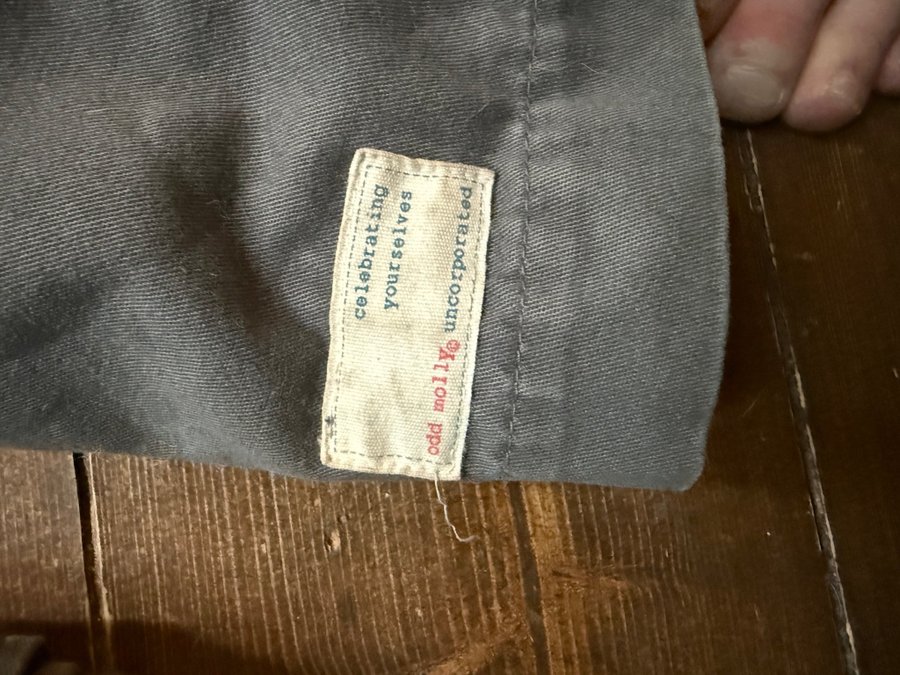 celebrating
yourselves
odd molly® uncorporated